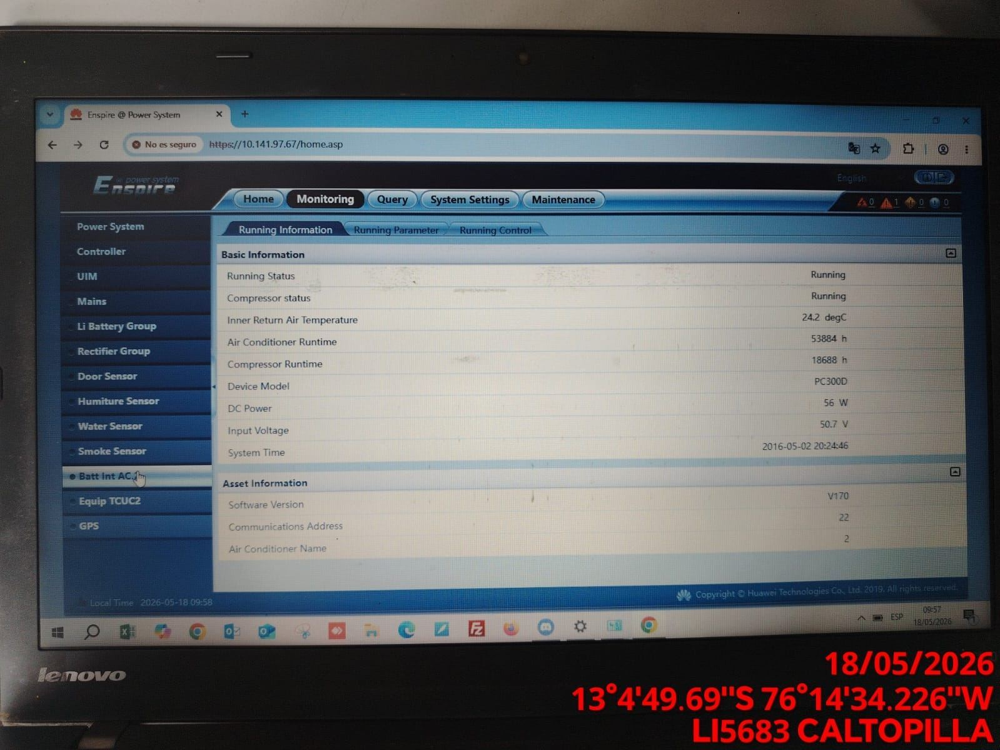 Enspire @ Power System
No es seguro
https://10.141.97.67/home.asp
power system
Enspire
English
Home
Monitoring
Query
System Settings
Maintenance
0 1 0 0
Power System
Controller
UIM
Mains
Li Battery Group
Rectifier Group
Door Sensor
Humiture Sensor
Water Sensor
Smoke Sensor
Batt Int AC.
Equip TCUC2
GPS
Running Information
Running Parameter
Running Control
Basic Information
Running Status Running
Compressor status Running
Inner Return Air Temperature 24.2 degC
Air Conditioner Runtime 53884 h
Compressor Runtime 18688 h
Device Model PC300D
DC Power 56 W
Input Voltage 50.7 V
System Time 2016-05-02 20:24:46
Asset Information
Software Version V170
Communications Address 22
Air Conditioner Name 2
Local Time 2026-05-18 09:58
Copyright © Huawei Technologies Co., Ltd. 2019. All rights reserved.
ESP
09:57
18/05/2026
lenovo
18/05/2026
13°4'49.69"S 76°14'34.226"W
LI5683 CALTOPILLA